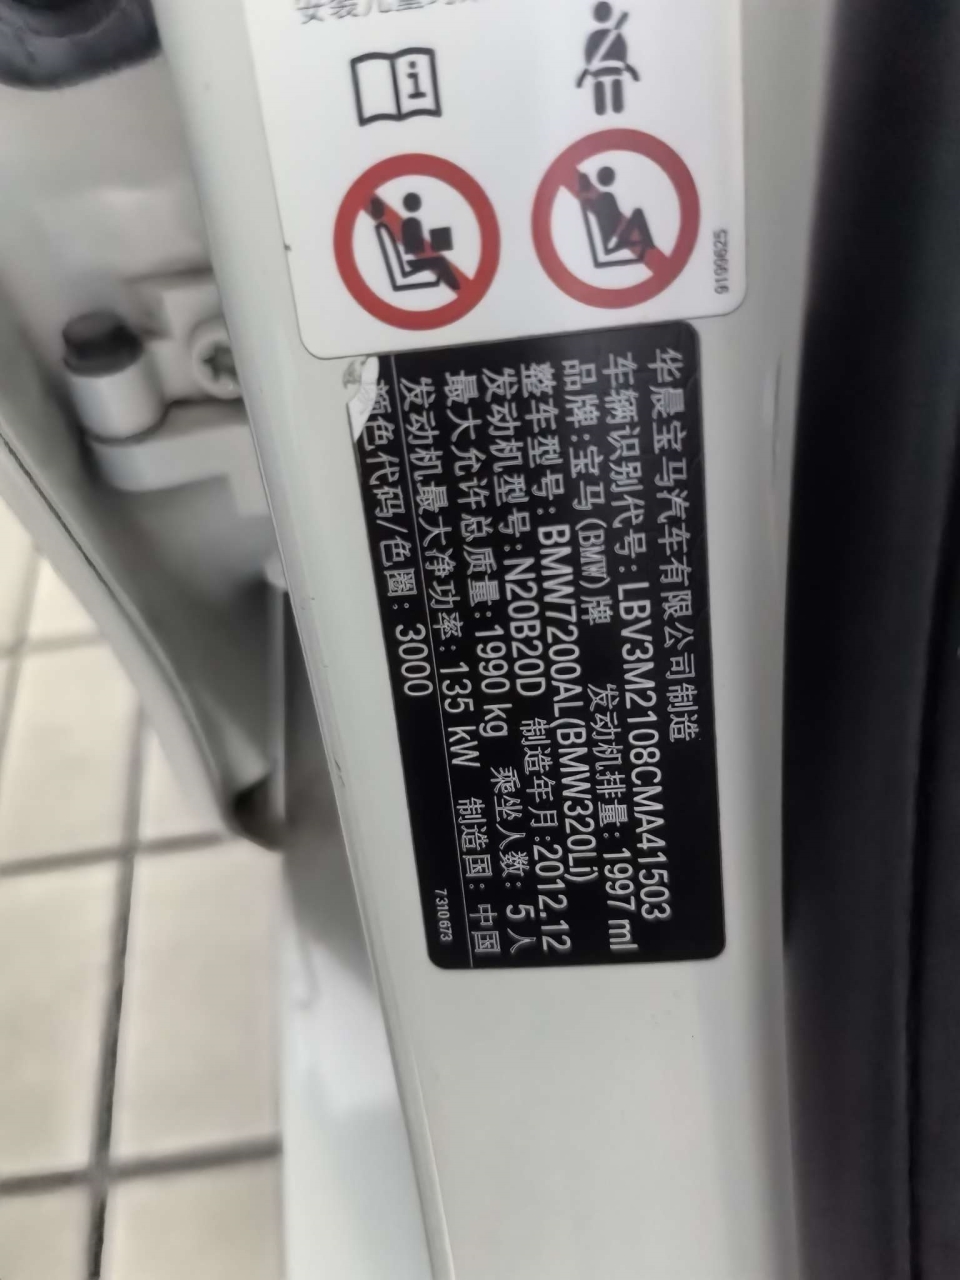 华晨宝马汽车有限公司制造
车辆识别代号:LBV3M2108CMA41503
品牌:宝马(BMW)牌 发动机排量:1997 ml
整车型号:BMW7200AL(BMW320Li)
发动机型号:N20B20D 制造年月:2012.12
最大允许总质量:1990 kg 乘坐人数:5人
发动机最大净功率:135 kW 制造国:中国
颜色代码/色圈:3000
7310673